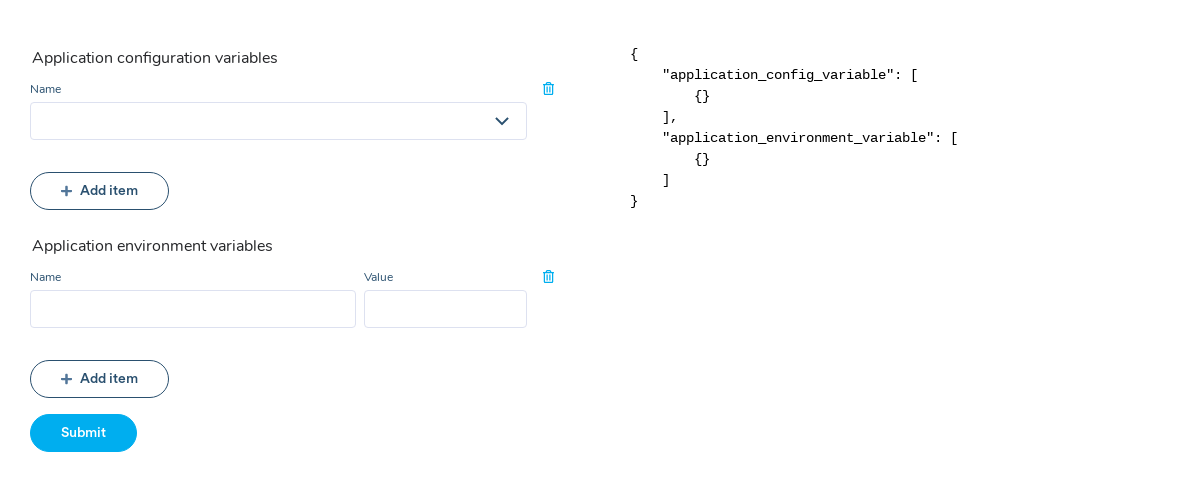 Application configuration variables
Name
Add item
Application environment variables
Name Value
Add item
Submit
{
    "application_config_variable": [
        {}
    ],
    "application_environment_variable": [
        {}
    ]
}